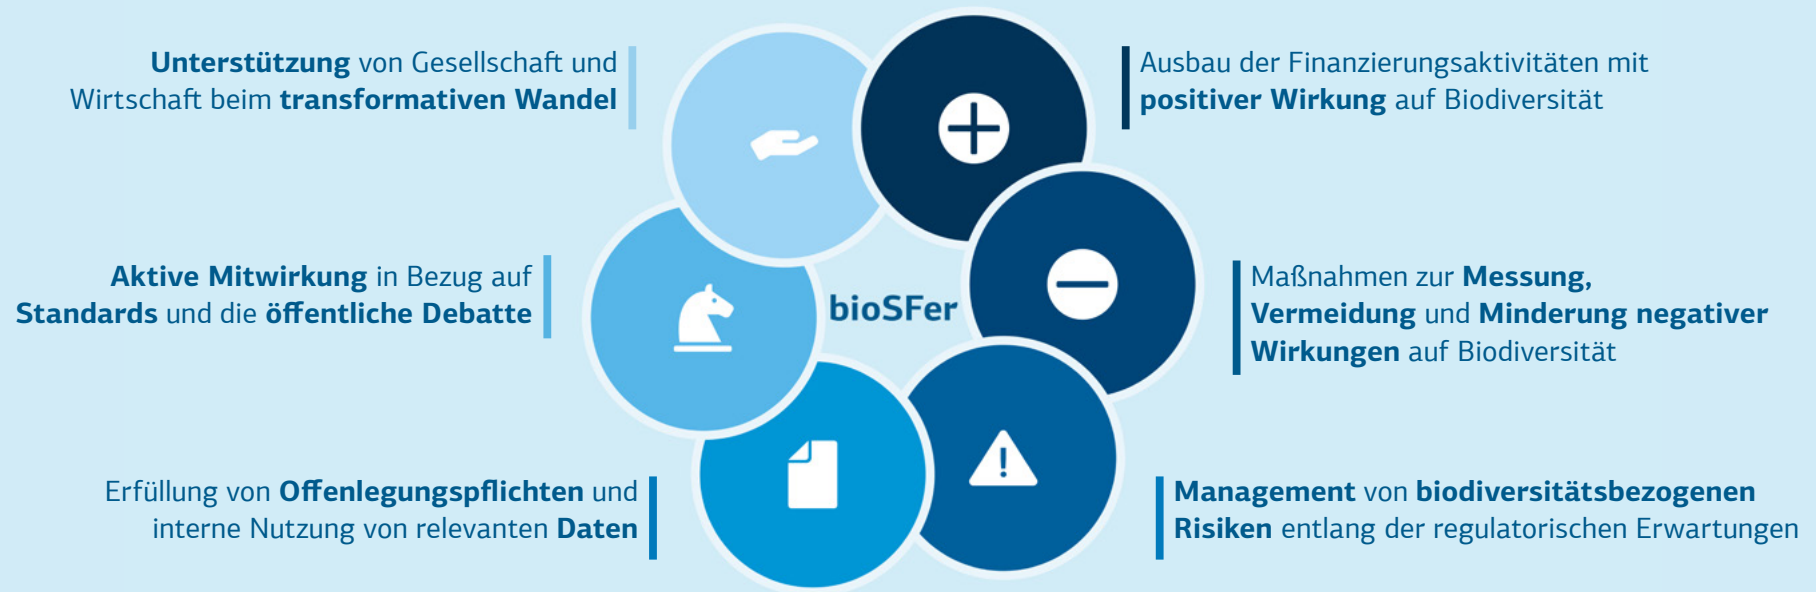 Unterstützung von Gesellschaft und
Wirtschaft beim transformativen Wandel
Ausbau der Finanzierungsaktivitäten mit
positiver Wirkung auf Biodiversität
Aktive Mitwirkung in Bezug auf
Standards und die öffentliche Debatte
bioSFer
Maßnahmen zur Messung,
Vermeidung und Minderung negativer
Wirkungen auf Biodiversität
Erfüllung von Offenlegungspflichten und
interne Nutzung von relevanten Daten
Management von biodiversitätsbezogenen
Risiken entlang der regulatorischen Erwartungen